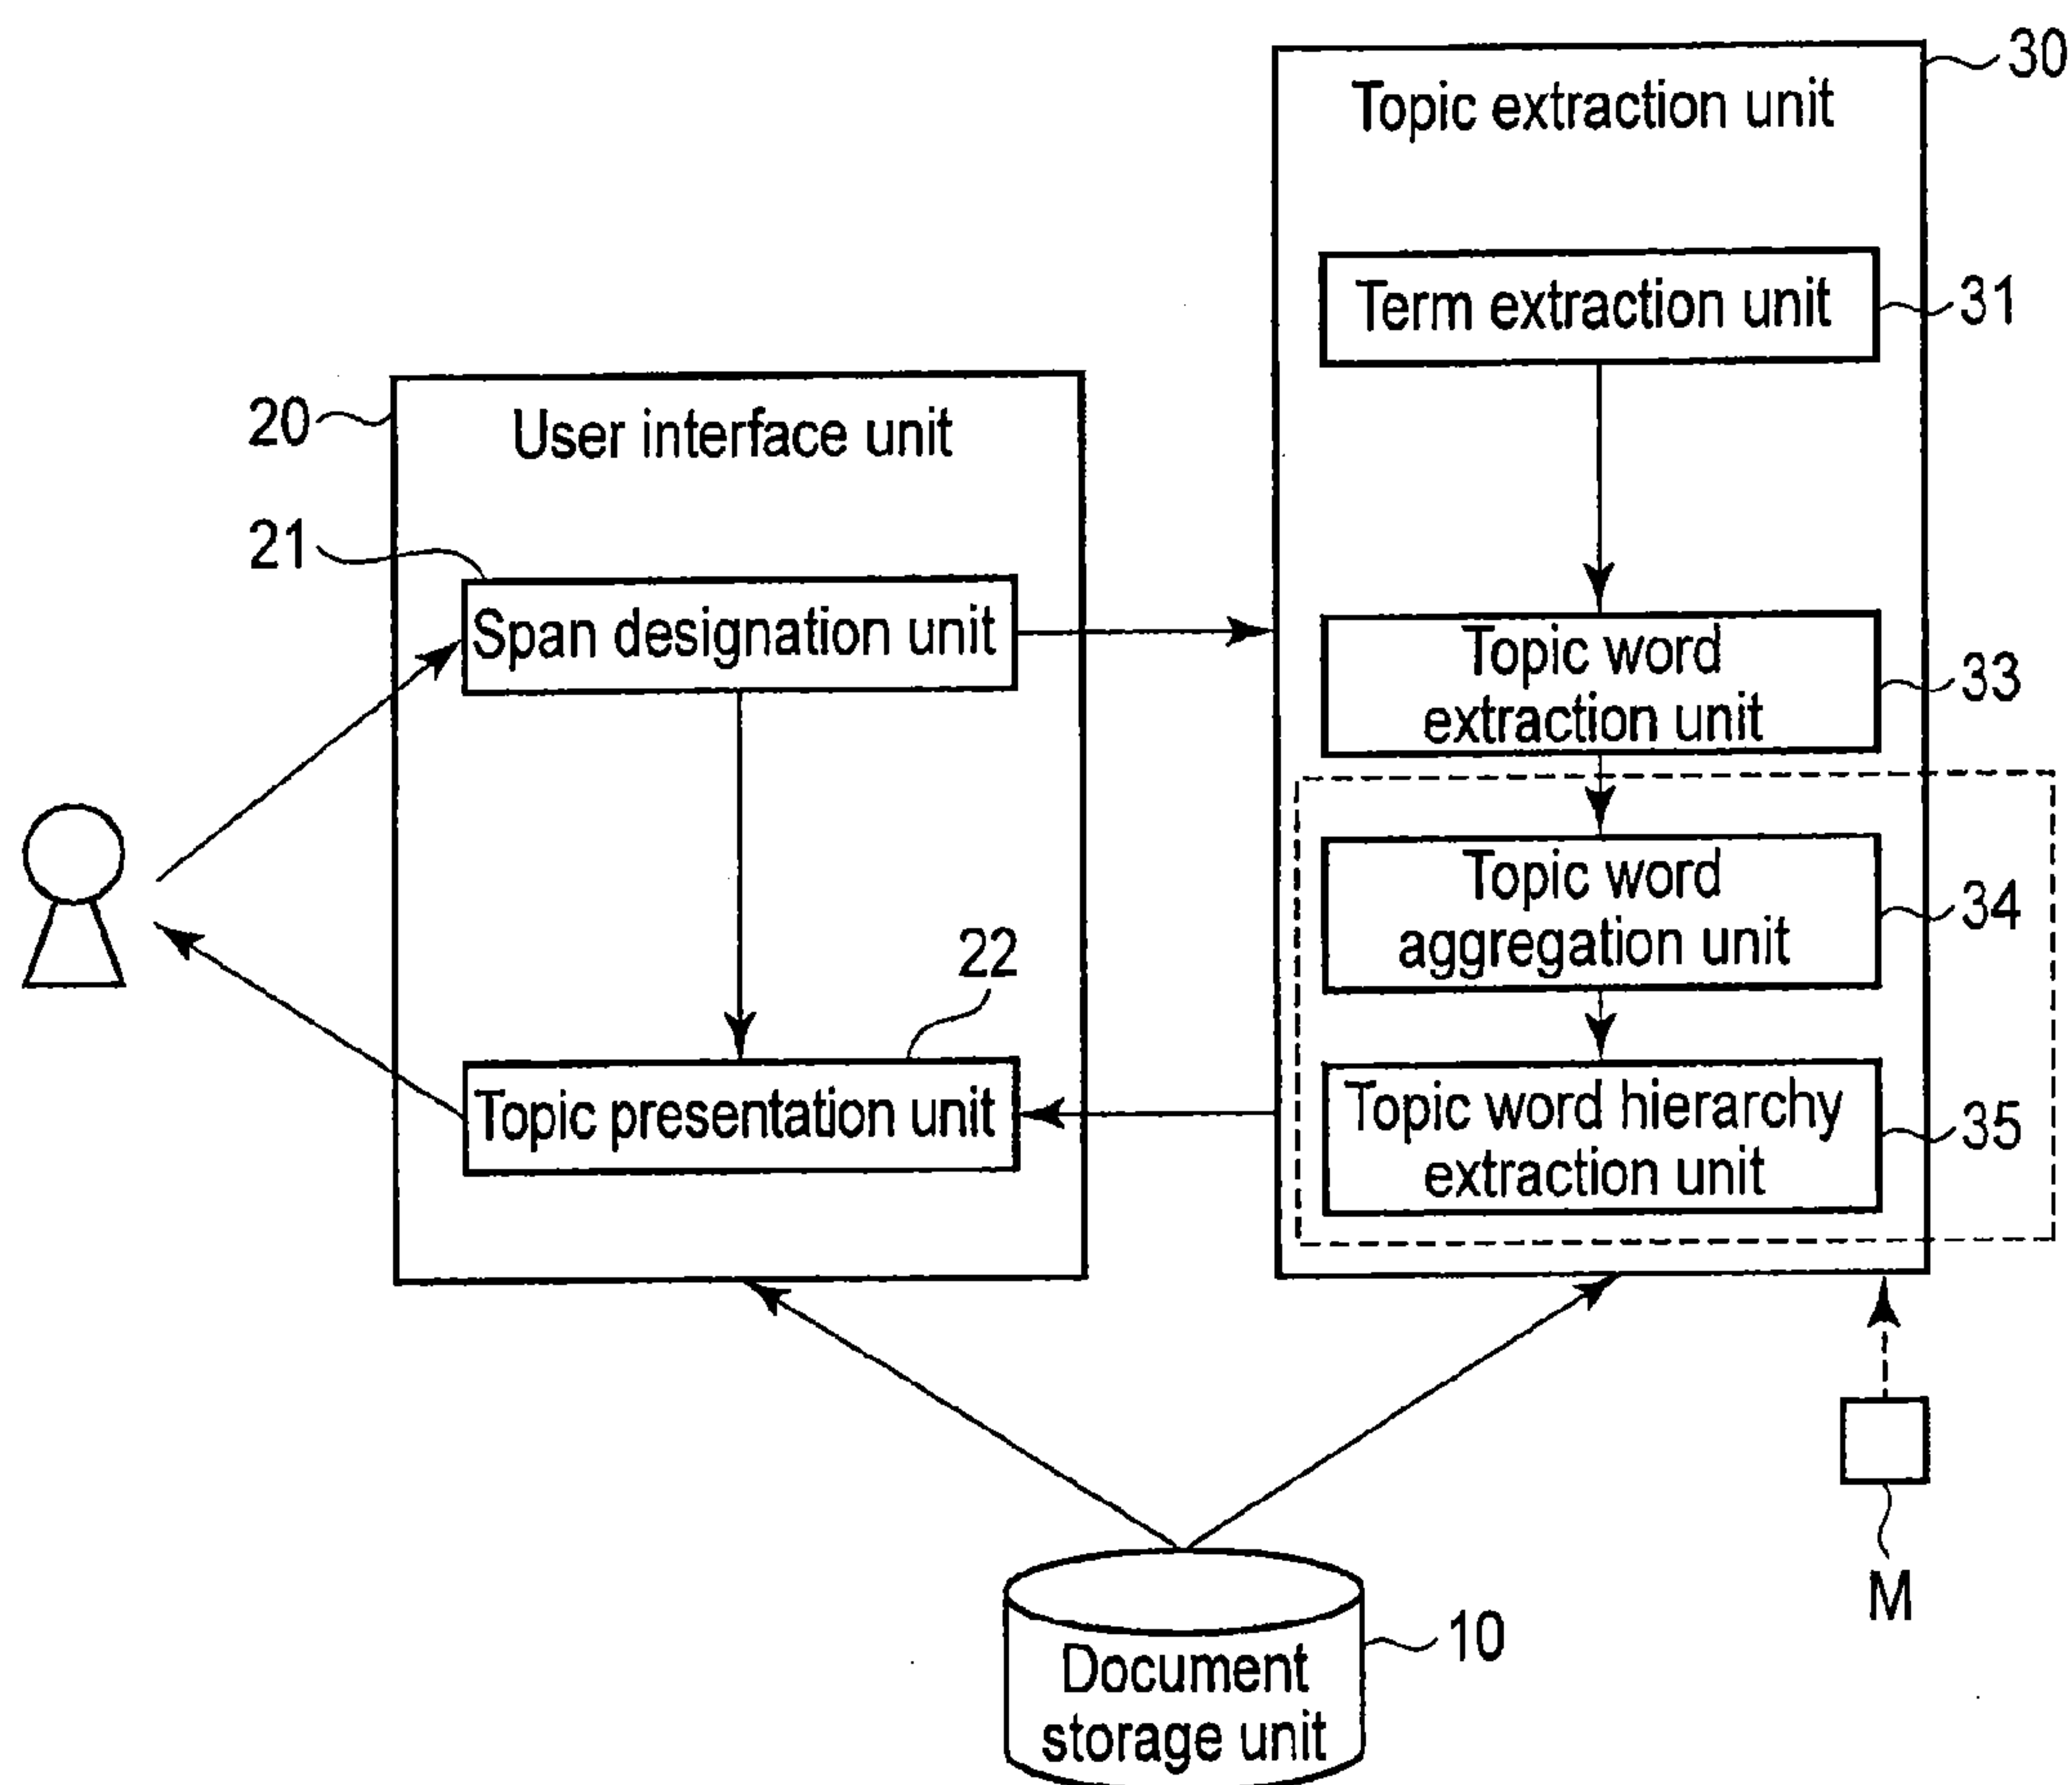 30
Topic extraction unit
Term extraction unit
31
20
User interface unit
21
Span designation unit
Topic word
extraction unit
33
Topic word
aggregation unit
34
22
Topic presentation unit
Topic word hierarchy
extraction unit
35
M
10
Document
storage unit